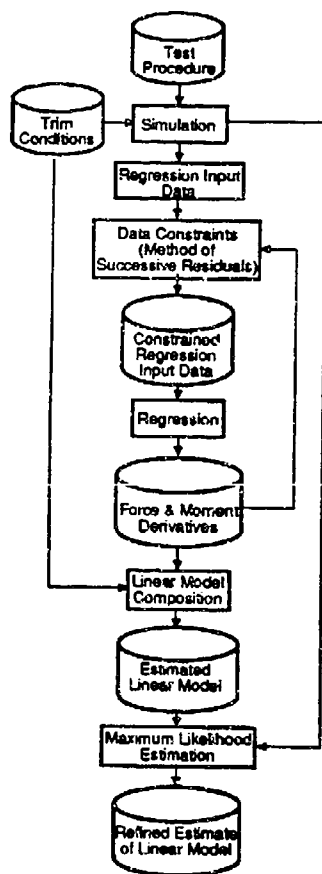 Test
Procedure
Trim
Conditions
Simulation
Regression Input
Data
Data Constraints
(Method of
Successive Residuals)
Constrained
Regression
Input Data
Regression
Force & Moment
Derivatives
Linear Model
Composition
Estimated
Linear Model
Maximum Likelihood
Estimation
Refined Estimate
of Linear Model